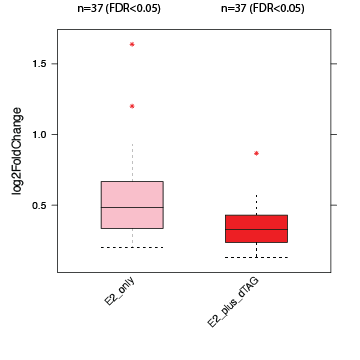 n=37 (FDR<0.05) n=37 (FDR<0.05)
log2FoldChange
1.5
1.0
0.5
E2_only
E2_plus_dTAG